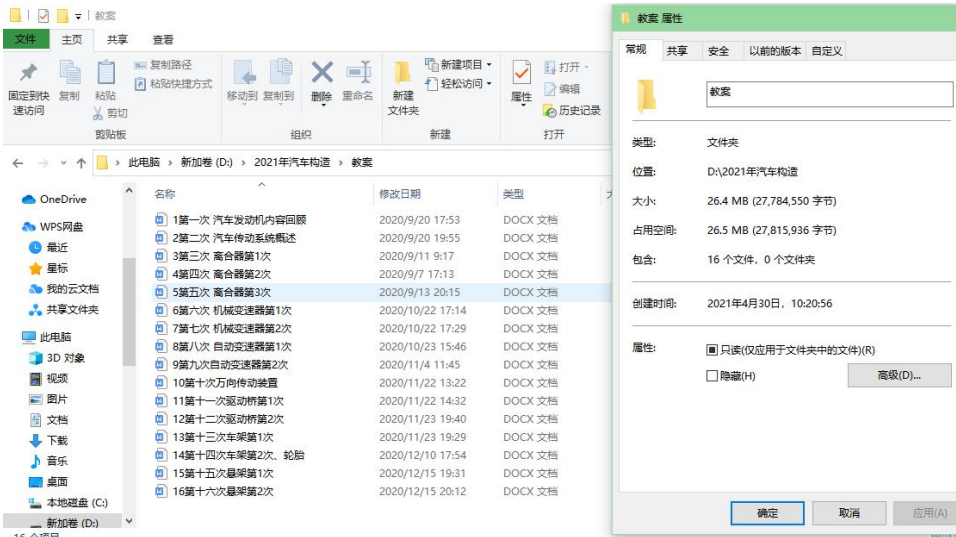 教案
文件 主页 共享 查看
固定到快速访问
复制
粘贴
复制路径
粘贴快捷方式
剪切
剪贴板
移动到
复制到
删除
重命名
组织
新建文件夹
新建项目
轻松访问
新建
属性
打开
编辑
历史记录
打开
此电脑 › 新加卷 (D:) › 2021年汽车构造 › 教案
OneDrive
WPS网盘
最近
星标
我的云文档
共享文件夹
此电脑
3D 对象
视频
图片
文档
下载
音乐
桌面
本地磁盘 (C:)
新加卷 (D:)
名称 修改日期 类型
1第一次 汽车发动机内容回顾 2020/9/20 17:53 DOCX 文档
2第二次 汽车传动系统概述 2020/9/20 19:55 DOCX 文档
3第三次 离合器第1次 2020/9/11 9:17 DOCX 文档
4第四次 离合器第2次 2020/9/7 17:13 DOCX 文档
5第五次 离合器第3次 2020/9/13 20:15 DOCX 文档
6第六次 机械变速器第1次 2020/10/22 17:14 DOCX 文档
7第七次 机械变速器第2次 2020/10/22 17:29 DOCX 文档
8第八次 自动变速器第1次 2020/10/23 15:46 DOCX 文档
9第九次自动变速器第2次 2020/11/4 11:45 DOCX 文档
10第十次万向传动装置 2020/11/22 13:22 DOCX 文档
11第十一次驱动桥第1次 2020/11/22 14:32 DOCX 文档
12第十二次驱动桥第2次 2020/11/23 19:40 DOCX 文档
13第十三次车架第1次 2020/11/23 19:29 DOCX 文档
14第十四次车架第2次、轮胎 2020/12/10 17:54 DOCX 文档
15第十五次悬架第1次 2020/12/15 19:31 DOCX 文档
16第十六次悬架第2次 2020/12/15 20:12 DOCX 文档
16 个项目
教案 属性
常规 共享 安全 以前的版本 自定义
教案
类型: 文件夹
位置: D:\2021年汽车构造
大小: 26.4 MB (27,784,550 字节)
占用空间: 26.5 MB (27,815,936 字节)
包含: 16 个文件，0 个文件夹
创建时间: 2021年4月30日，10:20:56
属性: 只读(仅应用于文件夹中的文件)(R)
隐藏(H) 高级(D)...
确定 取消 应用(A)